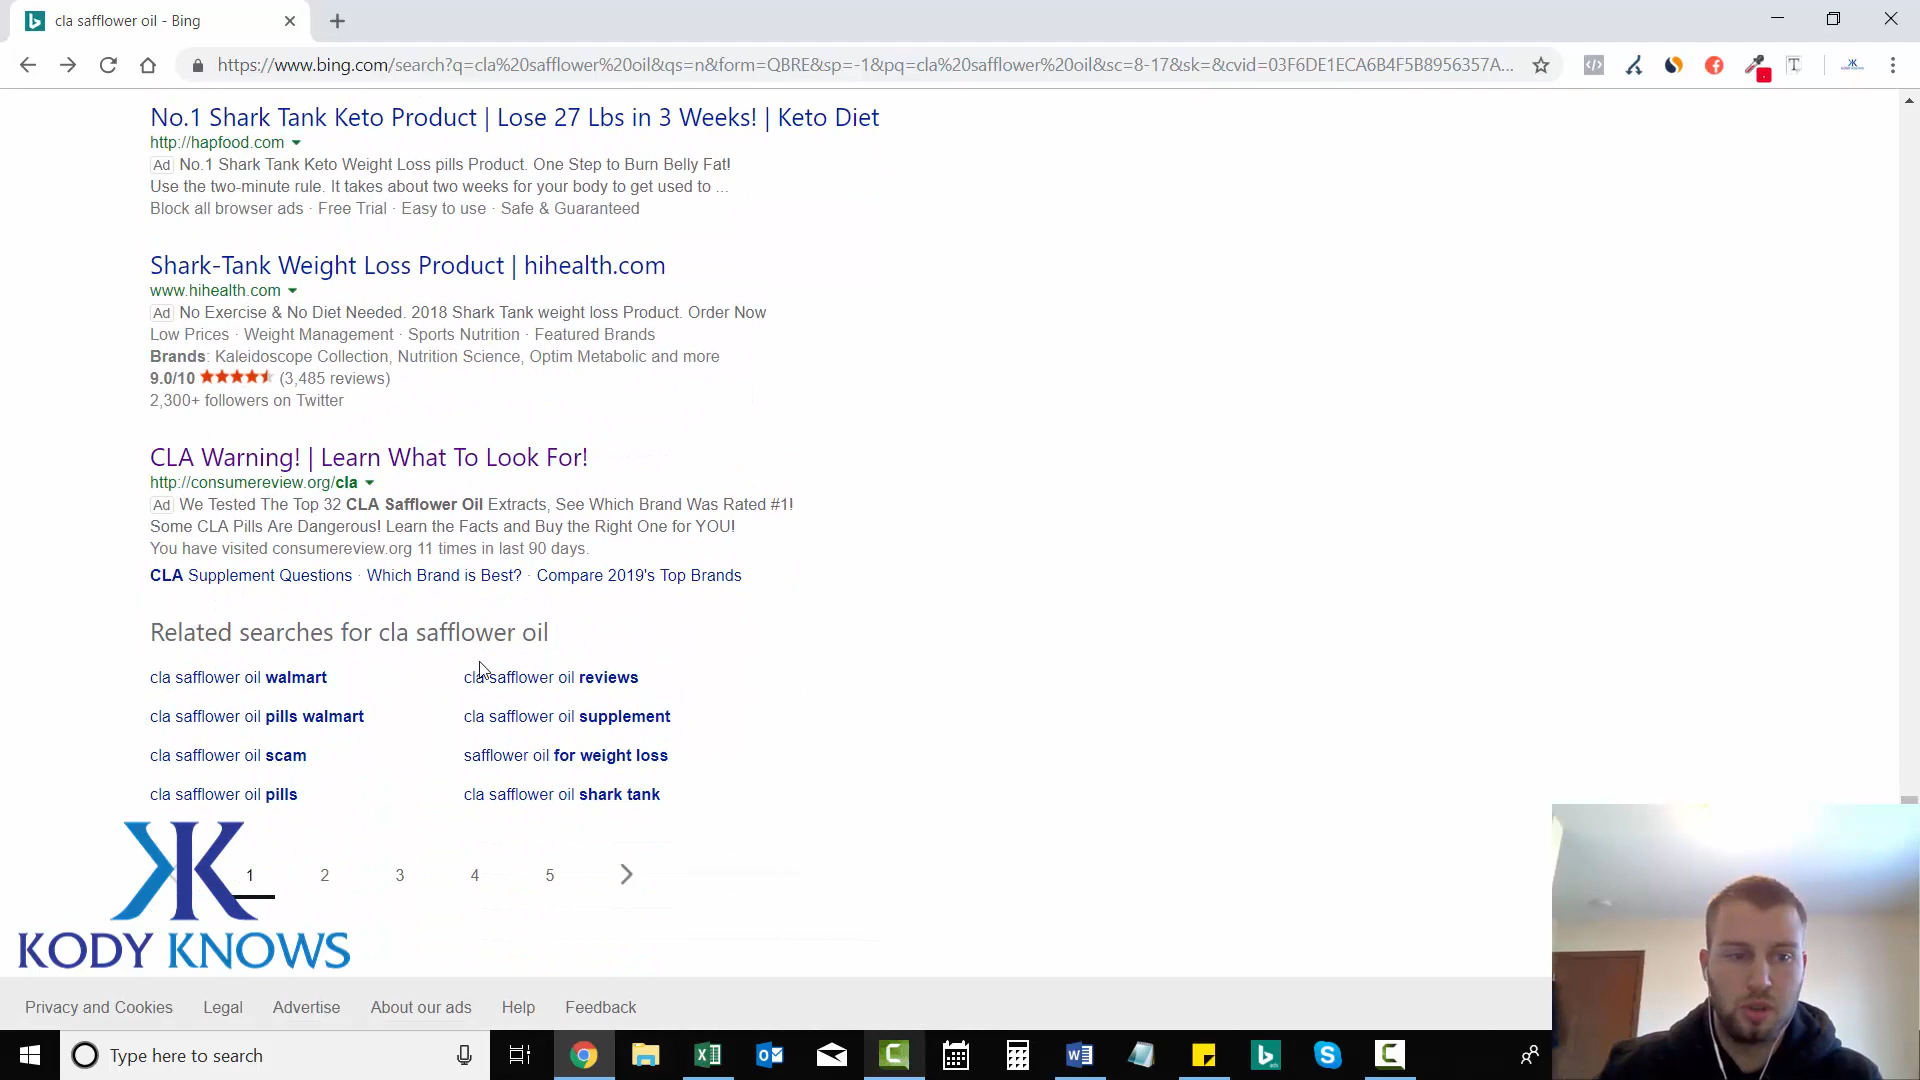 cla safflower oil - Bing
https://www.bing.com/search?q=cla%20safflower%20oil&qs=n&form=QBRE&sp=-1&pq=cla%20safflower%20oil&sc=8-17&sk=&cvid=03F6DE1ECA6B4F5B8956357A...
No.1 Shark Tank Keto Product | Lose 27 Lbs in 3 Weeks! | Keto Diet
http://hapfood.com
Ad No.1 Shark Tank Keto Weight Loss pills Product. One Step to Burn Belly Fat!
Use the two-minute rule. It takes about two weeks for your body to get used to ...
Block all browser ads · Free Trial · Easy to use · Safe & Guaranteed
Shark-Tank Weight Loss Product | hihealth.com
www.hihealth.com
Ad No Exercise & No Diet Needed. 2018 Shark Tank weight loss Product. Order Now
Low Prices · Weight Management · Sports Nutrition · Featured Brands
Brands: Kaleidoscope Collection, Nutrition Science, Optim Metabolic and more
9.0/10 (3,485 reviews)
2,300+ followers on Twitter
CLA Warning! | Learn What To Look For!
http://consumereview.org/cla
Ad We Tested The Top 32 CLA Safflower Oil Extracts, See Which Brand Was Rated #1!
Some CLA Pills Are Dangerous! Learn the Facts and Buy the Right One for YOU!
You have visited consumereview.org 11 times in last 90 days.
CLA Supplement Questions · Which Brand is Best? · Compare 2019's Top Brands
Related searches for cla safflower oil
cla safflower oil walmart
cla safflower oil reviews
cla safflower oil pills walmart
cla safflower oil supplement
cla safflower oil scam
safflower oil for weight loss
cla safflower oil pills
cla safflower oil shark tank
1 2 3 4 5
KODY KNOWS
Privacy and Cookies Legal Advertise About our ads Help Feedback
Type here to search